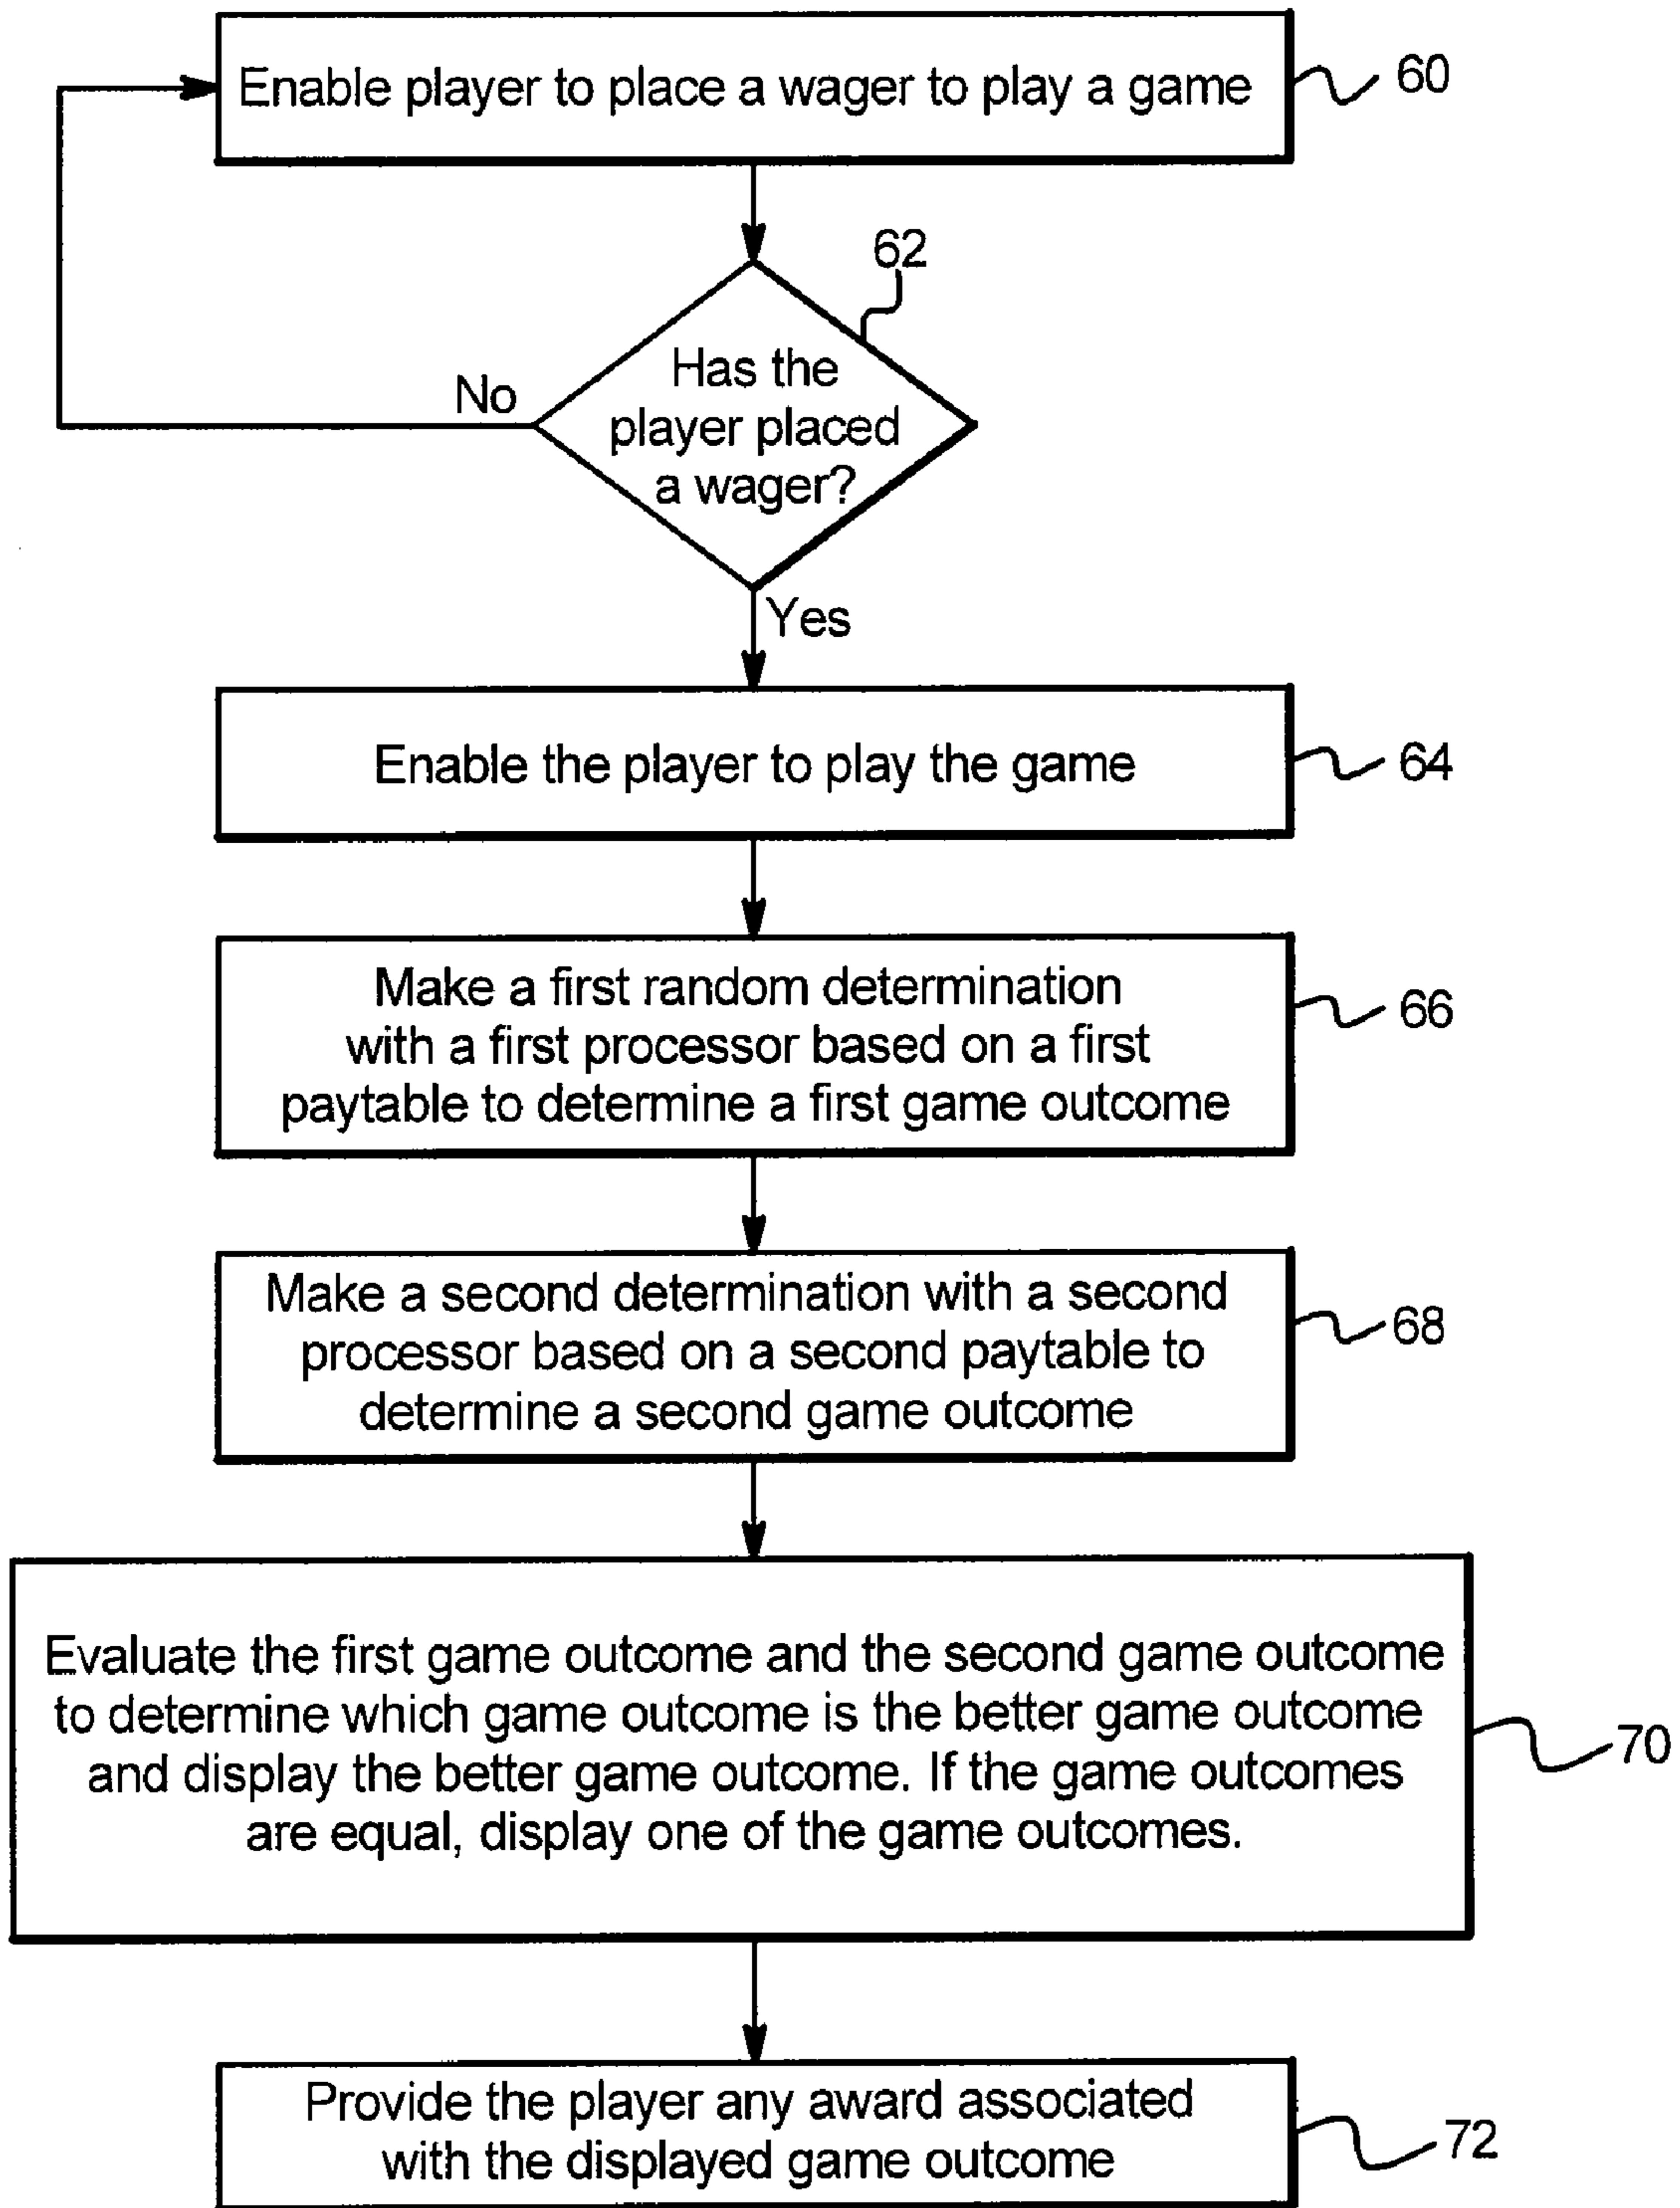 Enable player to place a wager to play a game
60
62
Has the
player placed
a wager?
No
Yes
Enable the player to play the game
64
Make a first random determination
with a first processor based on a first
paytable to determine a first game outcome
66
Make a second determination with a second
processor based on a second paytable to
determine a second game outcome
68
Evaluate the first game outcome and the second game outcome
to determine which game outcome is the better game outcome
and display the better game outcome. If the game outcomes
are equal, display one of the game outcomes.
70
Provide the player any award associated
with the displayed game outcome
72